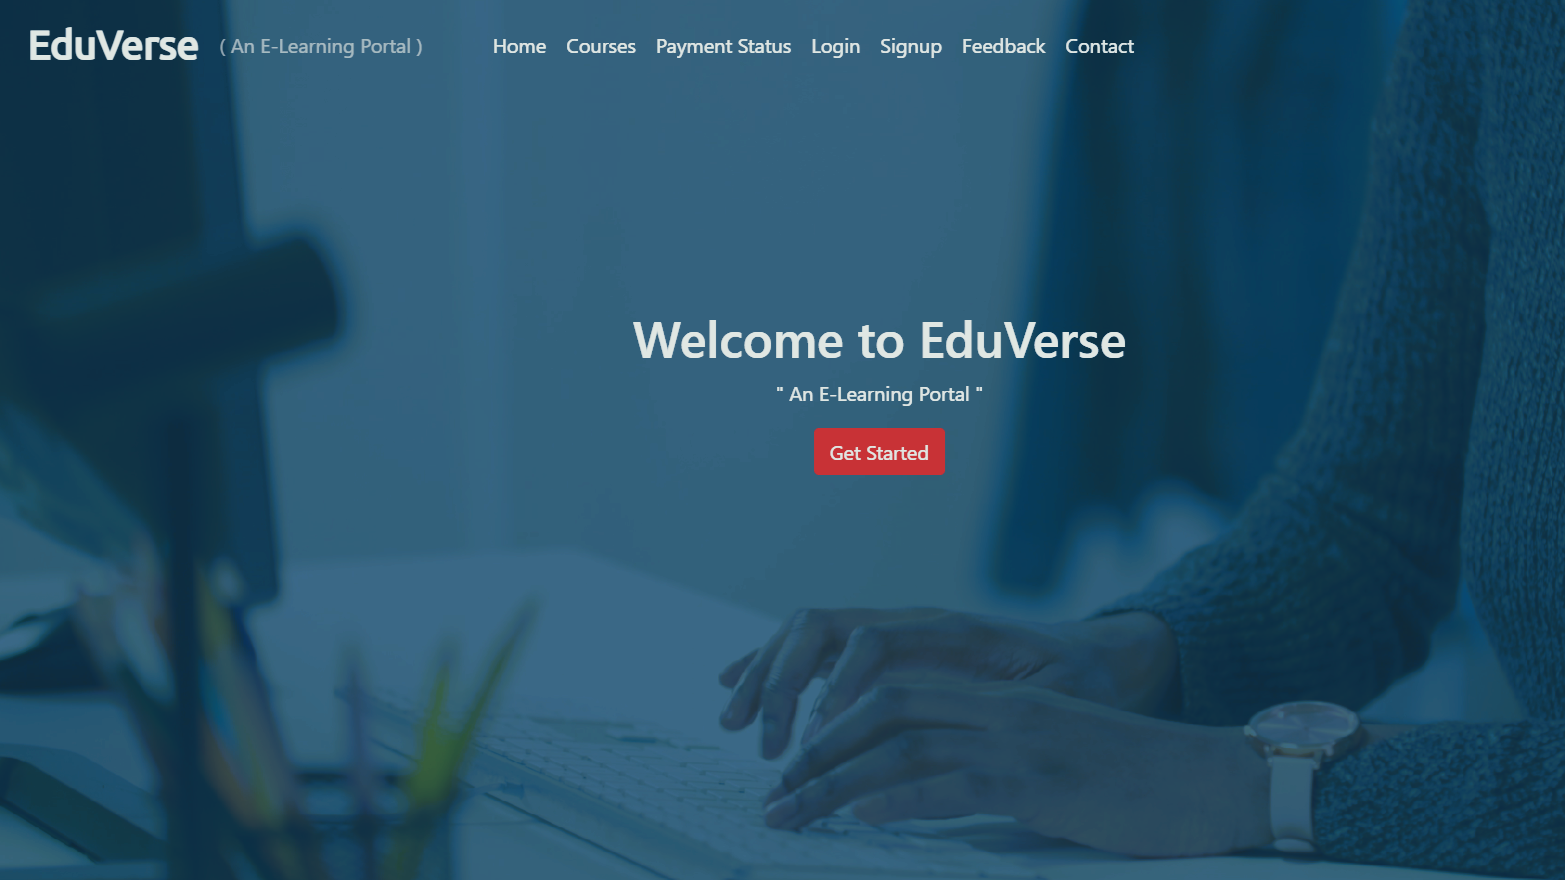 EduVerse ( An E-Learning Portal ) Home Courses Payment Status Login Signup Feedback Contact
Welcome to EduVerse
" An E-Learning Portal "
Get Started